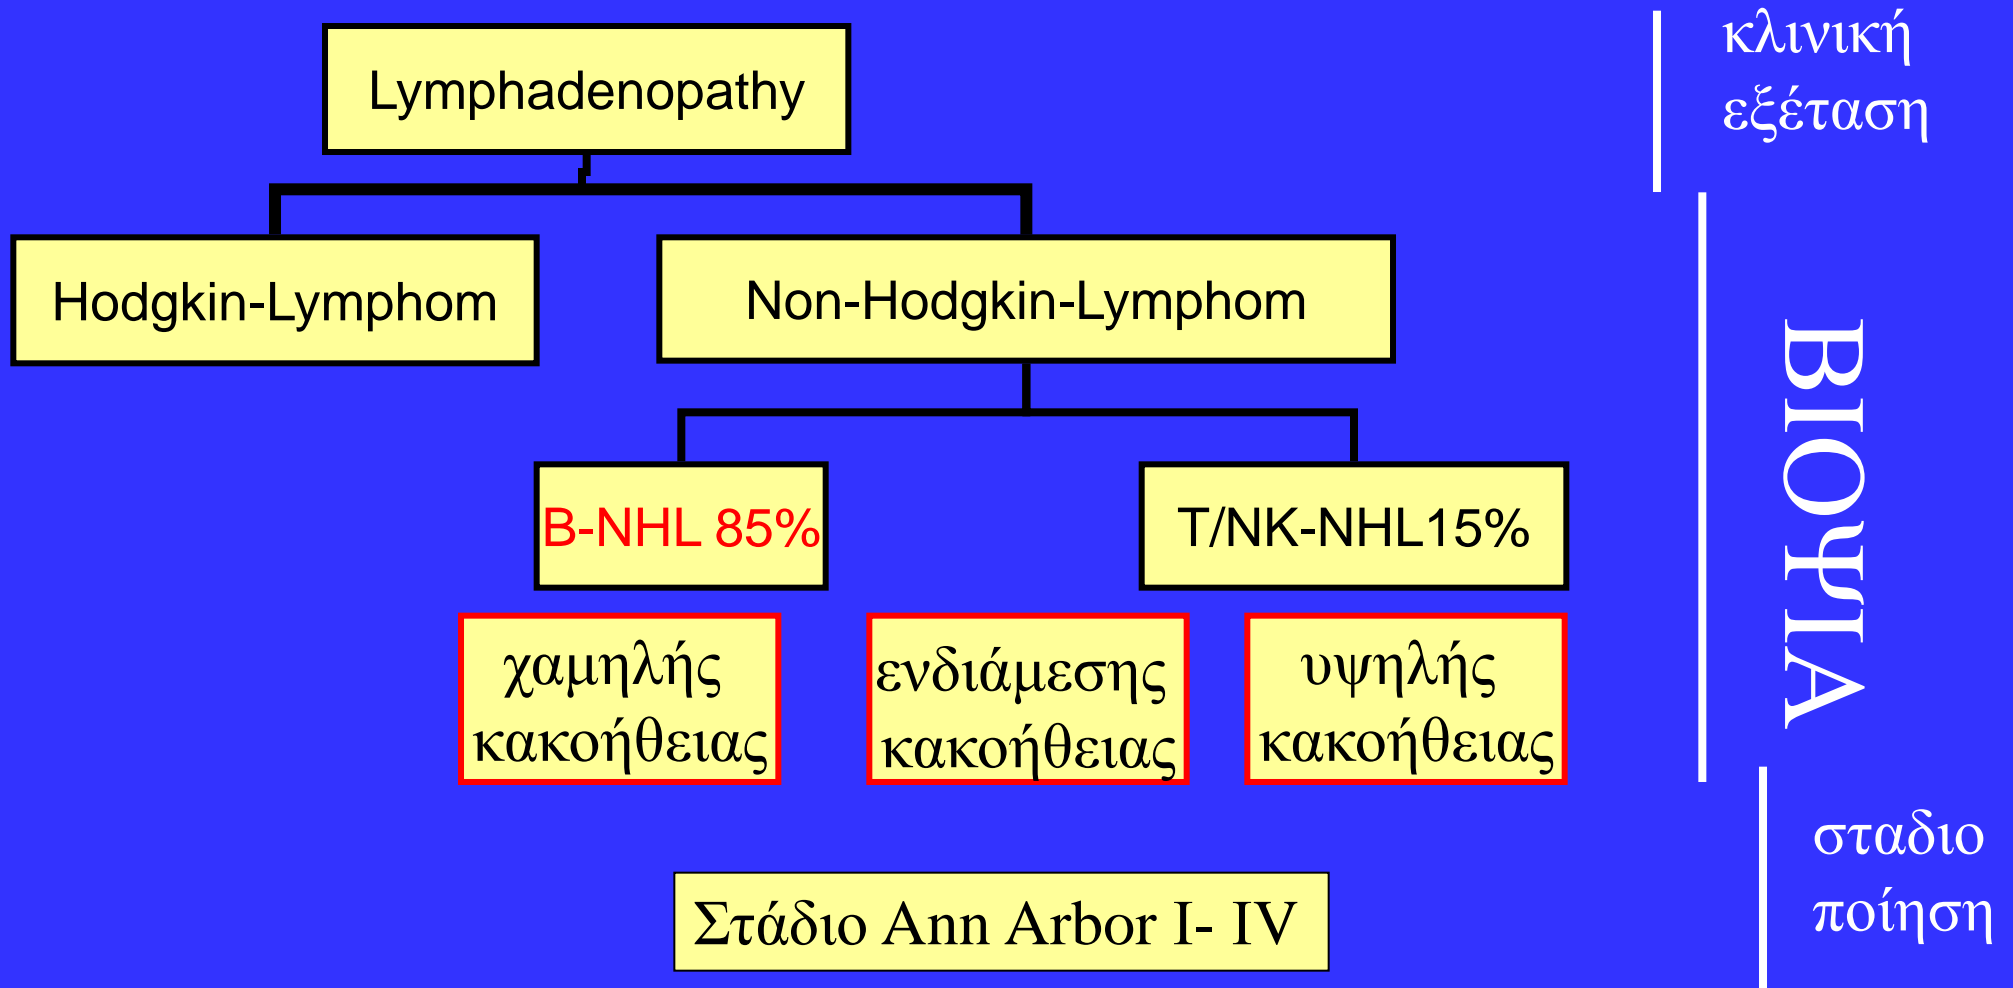 Lymphadenopathy
κλινική
εξέταση
Hodgkin-Lymphom
Non-Hodgkin-Lymphom
ΒΙΟΨΙΑ
B-NHL 85%
T/NK-NHL15%
χαμηλής
κακοήθειας
ενδιάμεσης
κακοήθειας
υψηλής
κακοήθειας
σταδιο
ποίηση
Στάδιο Ann Arbor I- IV